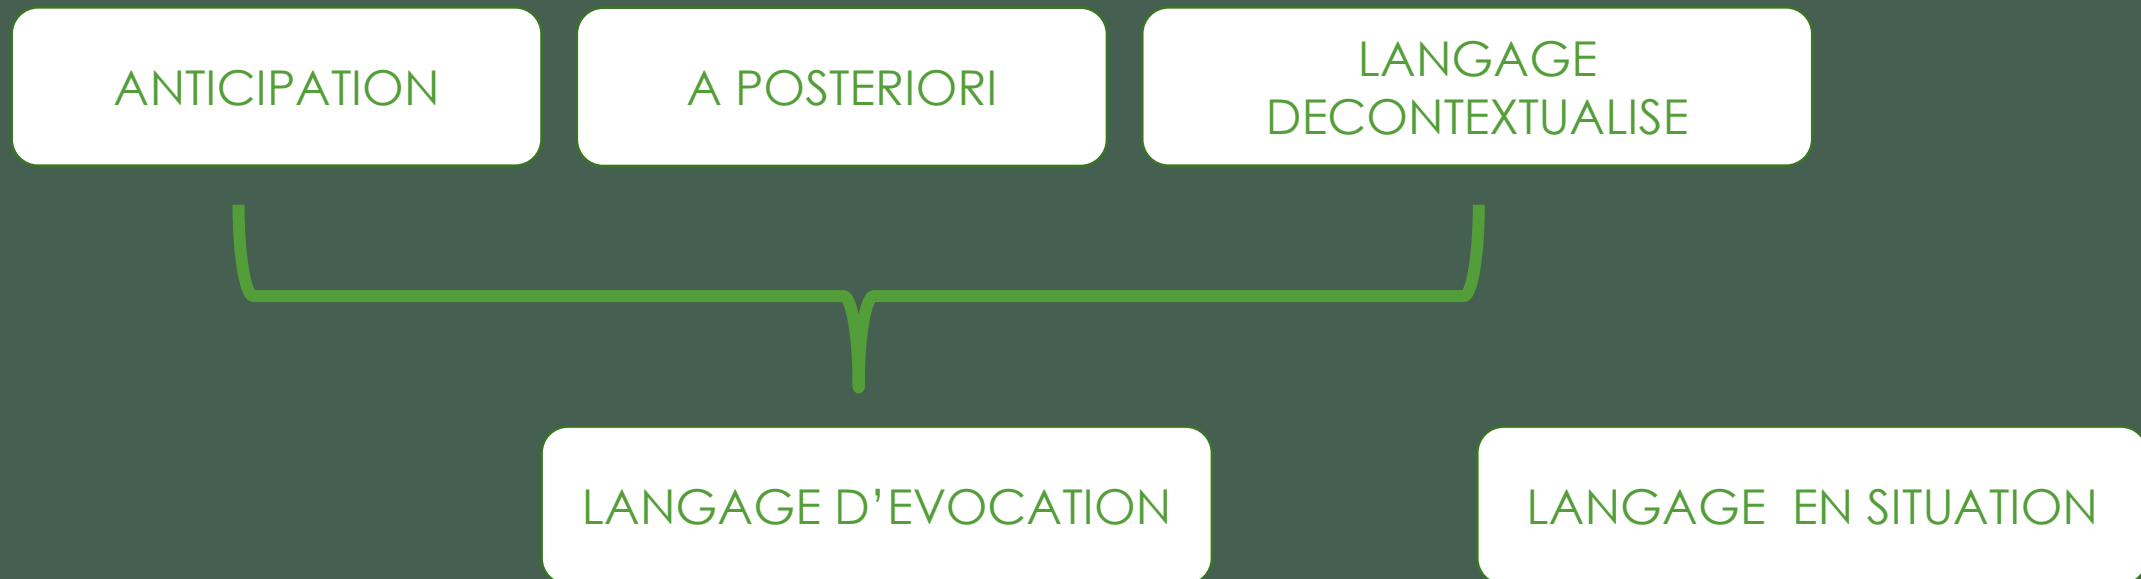 ANTICIPATION
A POSTERIORI
LANGAGE
DECONTEXTUALISE
LANGAGE D’EVOCATION
LANGAGE  EN SITUATION